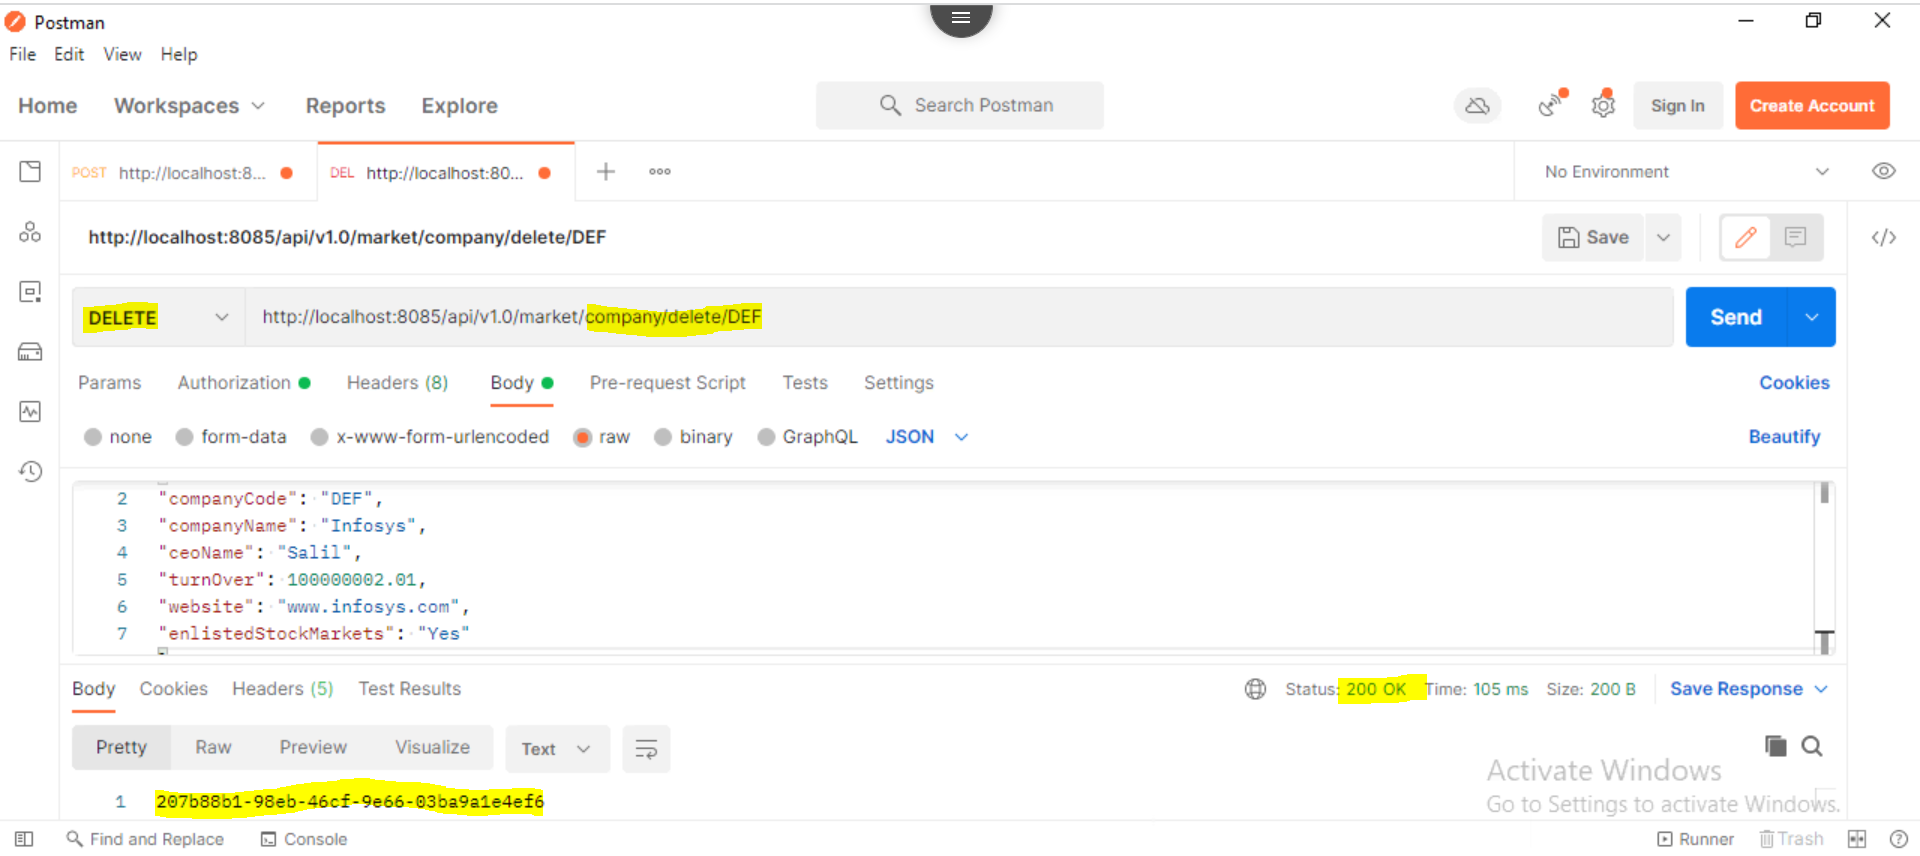 Postman
File Edit View Help
Home Workspaces Reports Explore Search Postman Sign In Create Account
POST http://localhost:8... DEL http://localhost:80... No Environment
http://localhost:8085/api/v1.0/market/company/delete/DEF Save
DELETE http://localhost:8085/api/v1.0/market/company/delete/DEF Send
Params Authorization Headers (8) Body Pre-request Script Tests Settings Cookies
none form-data x-www-form-urlencoded raw binary GraphQL JSON Beautify
2 "companyCode": "DEF",
3 "companyName": "Infosys",
4 "ceoName": "Salil",
5 "turnOver": 100000002.01,
6 "website": "www.infosys.com",
7 "enlistedStockMarkets": "Yes"
Body Cookies Headers (5) Test Results Status: 200 OK Time: 105 ms Size: 200 B Save Response
Pretty Raw Preview Visualize Text
Activate Windows
1 207b88b1-98eb-46cf-9e66-03ba9a1e4ef6
Go to Settings to activate Windows.
Find and Replace Console Runner Trash